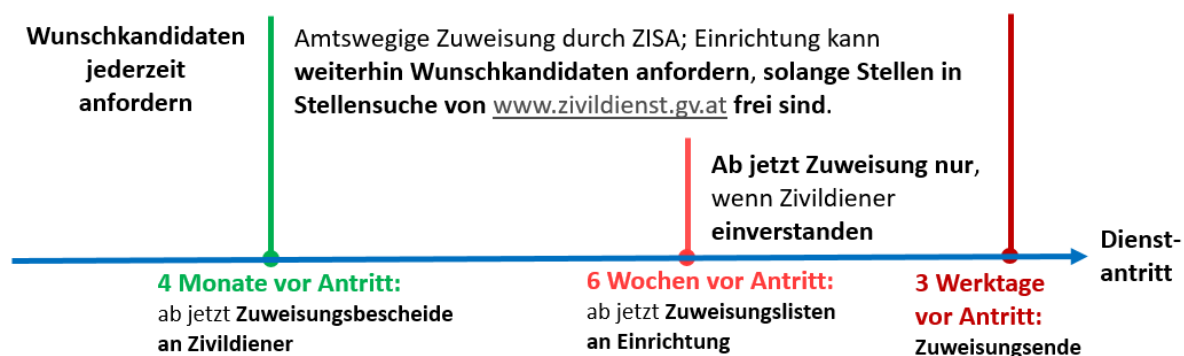 Wunschkandidaten
jederzeit
anfordern
Amtswegige Zuweisung durch ZISA; Einrichtung kann
weiterhin Wunschkandidaten anfordern, solange Stellen in
Stellensuche von www.zivildienst.gv.at frei sind.
Ab jetzt Zuweisung nur,
wenn Zivildiener
einverstanden
Dienst-
antritt
4 Monate vor Antritt:
ab jetzt Zuweisungsbescheide
an Zivildiener
6 Wochen vor Antritt:
ab jetzt Zuweisungslisten
an Einrichtung
3 Werktage
vor Antritt:
Zuweisungsende